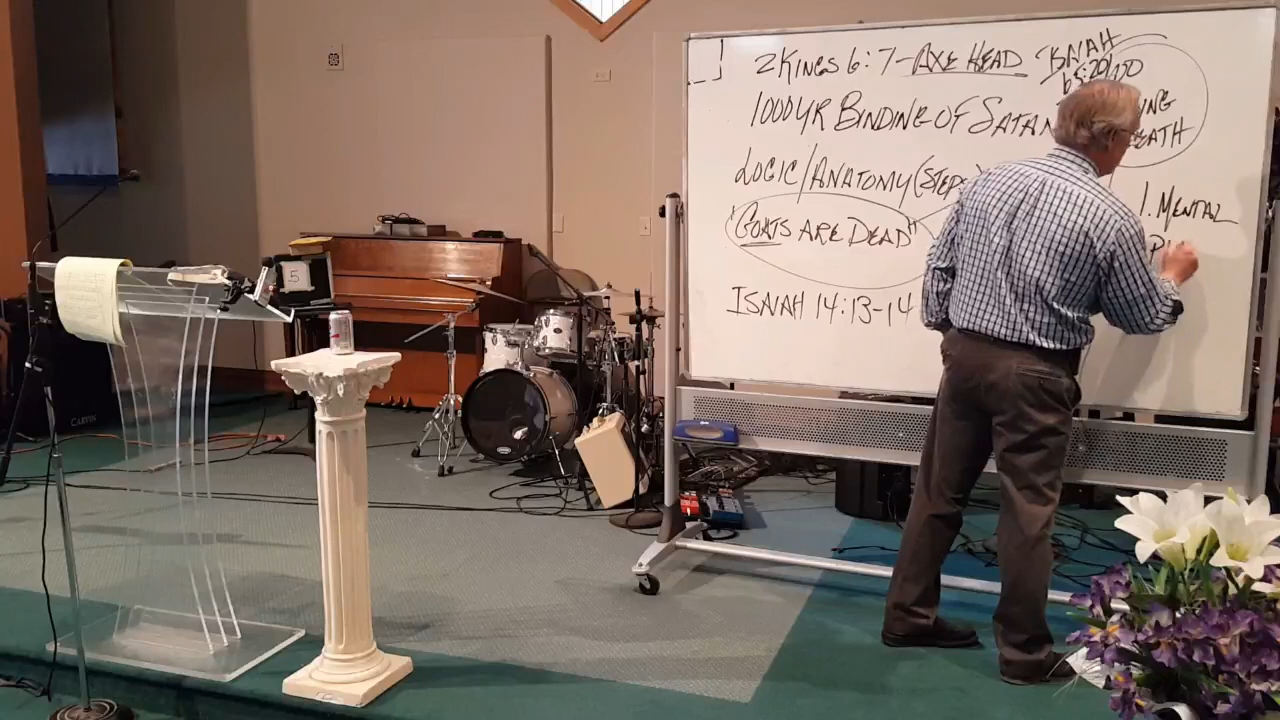 2 KINGS 6:7 - AXE HEAD
ISAIAH
65:20
1000 YR BINDING OF SATAN
LOGIC/ANATOMY (STEPS
"GOATS ARE DEAD"
ISAIAH 14:13-14
1. MENTAL
5
CARVIN